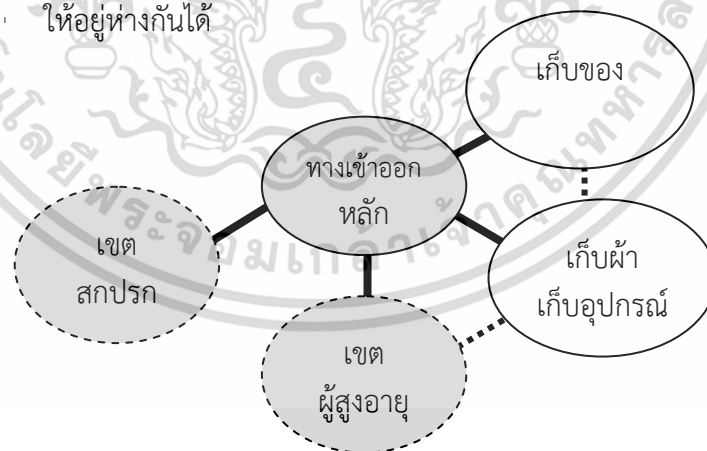 ให้อยู่ห่างกันได้
เก็บของ
ทางเข้าออก
หลัก
เขต
สกปรก
เก็บผ้า
เก็บอุปกรณ์
เขต
ผู้สูงอายุ